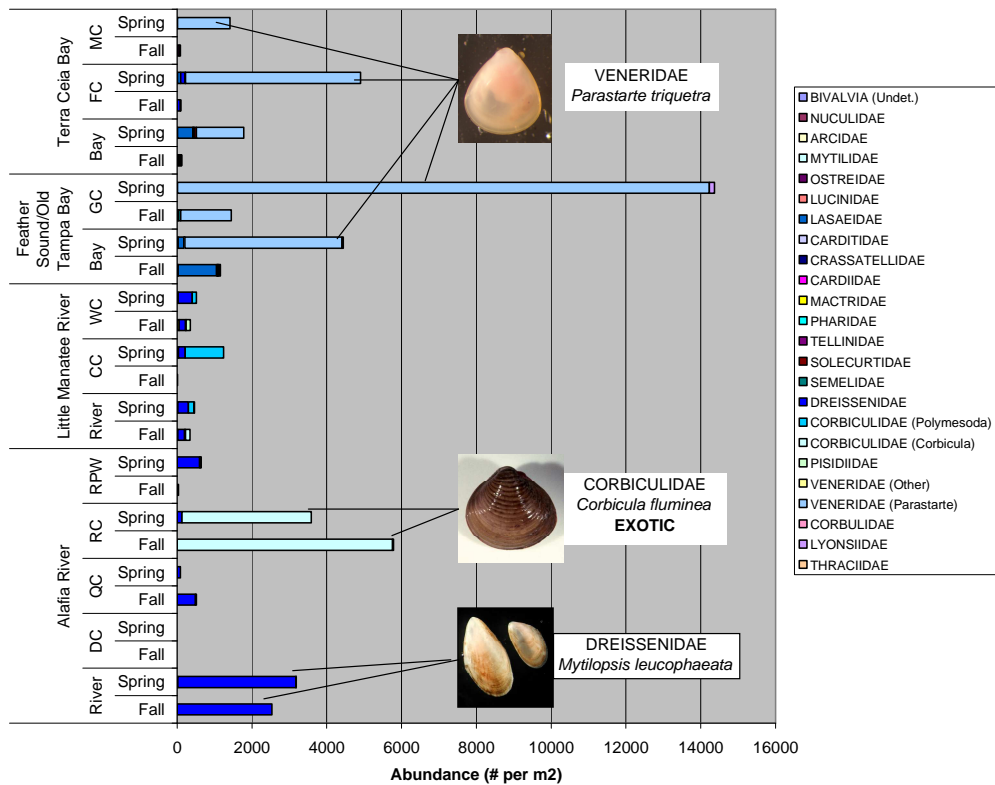 Terra Ceia Bay
MC
Spring
Fall
FC
Spring
Fall
Bay
Spring
Fall
Feather
Sound/Old
Tampa Bay
GC
Spring
Fall
Bay
Spring
Fall
Little Manatee River
WC
Spring
Fall
CC
Spring
Fall
River
Spring
Fall
Alafia River
RPW
Spring
Fall
RC
Spring
Fall
QC
Spring
Fall
DC
Spring
Fall
River
Spring
Fall
0 2000 4000 6000 8000 10000 12000 14000 16000
Abundance (# per m2)
VENERIDAE
Parastarte triquetra
CORBICULIDAE
Corbicula fluminea
EXOTIC
DREISSENIDAE
Mytilopsis leucophaeata
BIVALVIA (Undet.)
NUCULIDAE
ARCIDAE
MYTILIDAE
OSTREIDAE
LUCINIDAE
LASAEIDAE
CARDITIDAE
CRASSATELLIDAE
CARDIIDAE
MACTRIDAE
PHARIDAE
TELLINIDAE
SOLECURTIDAE
SEMELIDAE
DREISSENIDAE
CORBICULIDAE (Polymesoda)
CORBICULIDAE (Corbicula)
PISIDIIDAE
VENERIDAE (Other)
VENERIDAE (Parastarte)
CORBULIDAE
LYONSIIDAE
THRACIIDAE